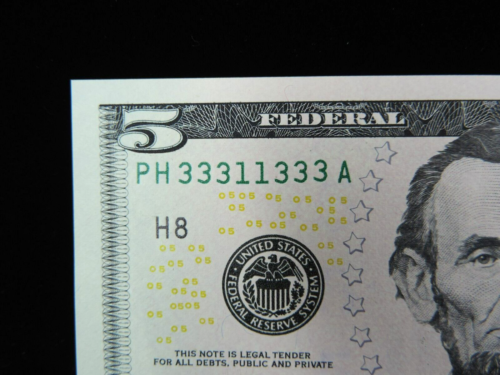 5 FEDERAL
PH 33311333 A
H8
UNITED STATES
FEDERAL RESERVE SYSTEM
THIS NOTE IS LEGAL TENDER
FOR ALL DEBTS, PUBLIC AND PRIVATE